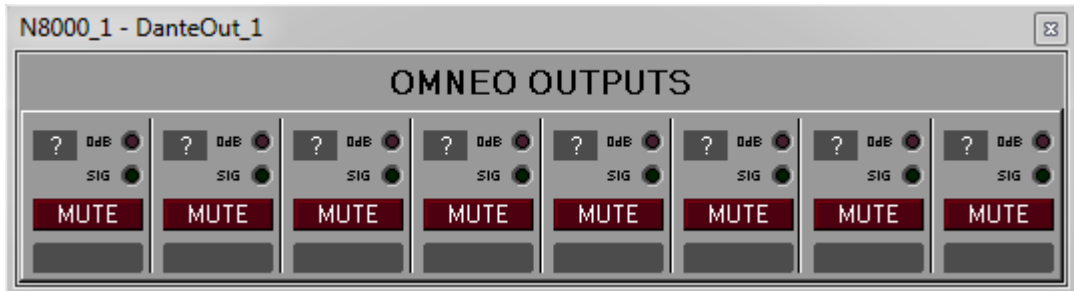 N8000_1 - DanteOut_1
OMNEO OUTPUTS
? 0dB ? 0dB ? 0dB ? 0dB ? 0dB ? 0dB ? 0dB ? 0dB
SIG SIG SIG SIG SIG SIG SIG SIG
MUTE MUTE MUTE MUTE MUTE MUTE MUTE MUTE